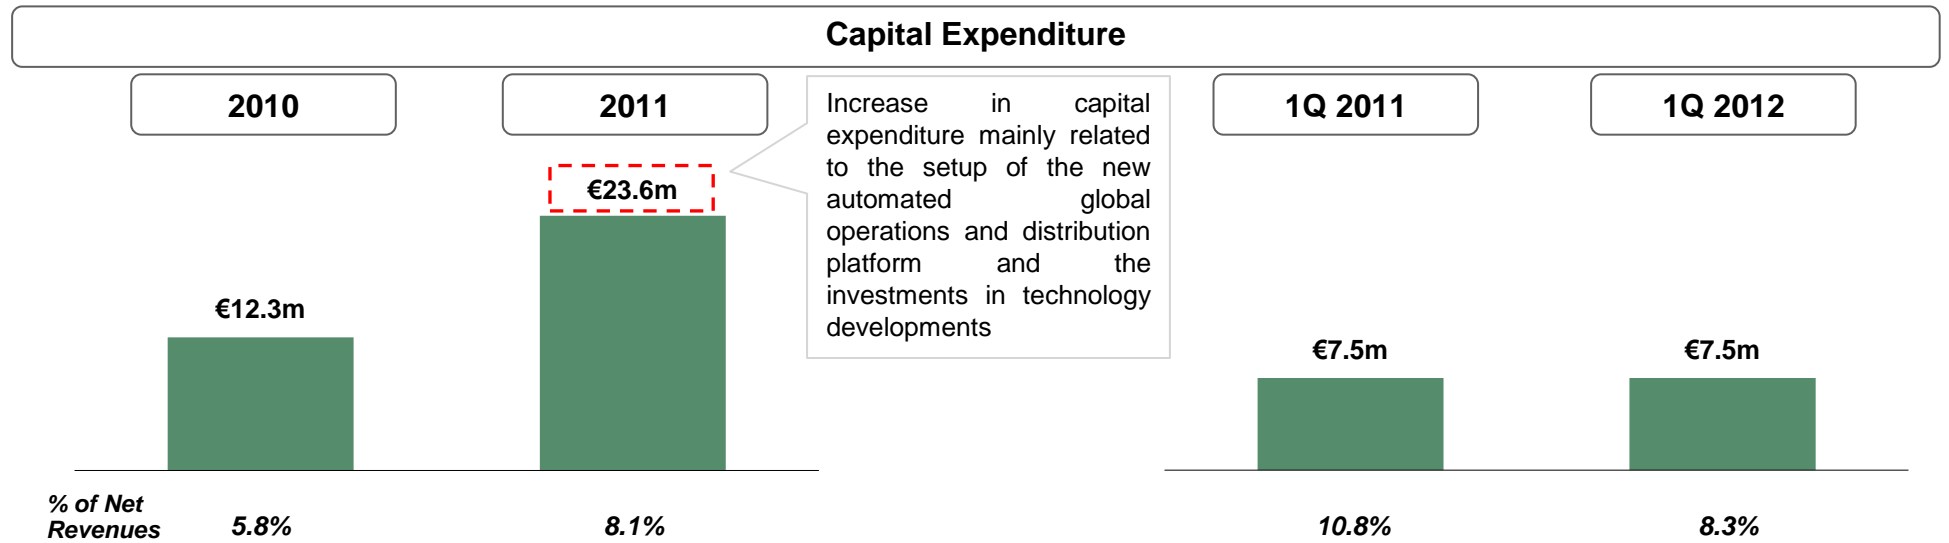 Capital Expenditure
2010
2011
1Q 2011
1Q 2012
Increase in capital
expenditure mainly related
to the setup of the new
automated global
operations and distribution
platform and the
investments in technology
developments
€12.3m
€23.6m
€7.5m
€7.5m
% of Net
Revenues
5.8%
8.1%
10.8%
8.3%